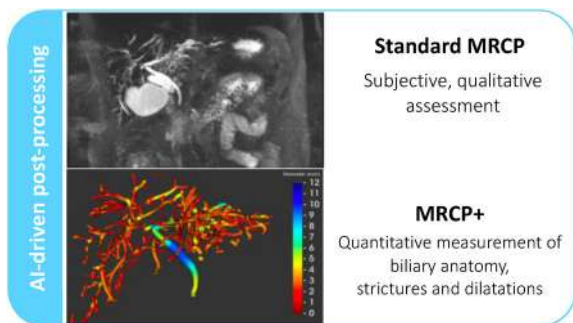 AI-driven post-processing
Standard MRCP
Subjective, qualitative
assessment
12
11
10
9
8
7
6
5
4
3
2
1
0
MRCP+
Quantitative measurement of
biliary anatomy,
strictures and dilatations